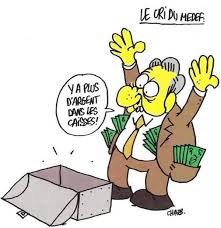 LE CRI DU MEDEF
Y A PLUS
D'ARGENT
DANS LES
CAISSES!
CHARB.